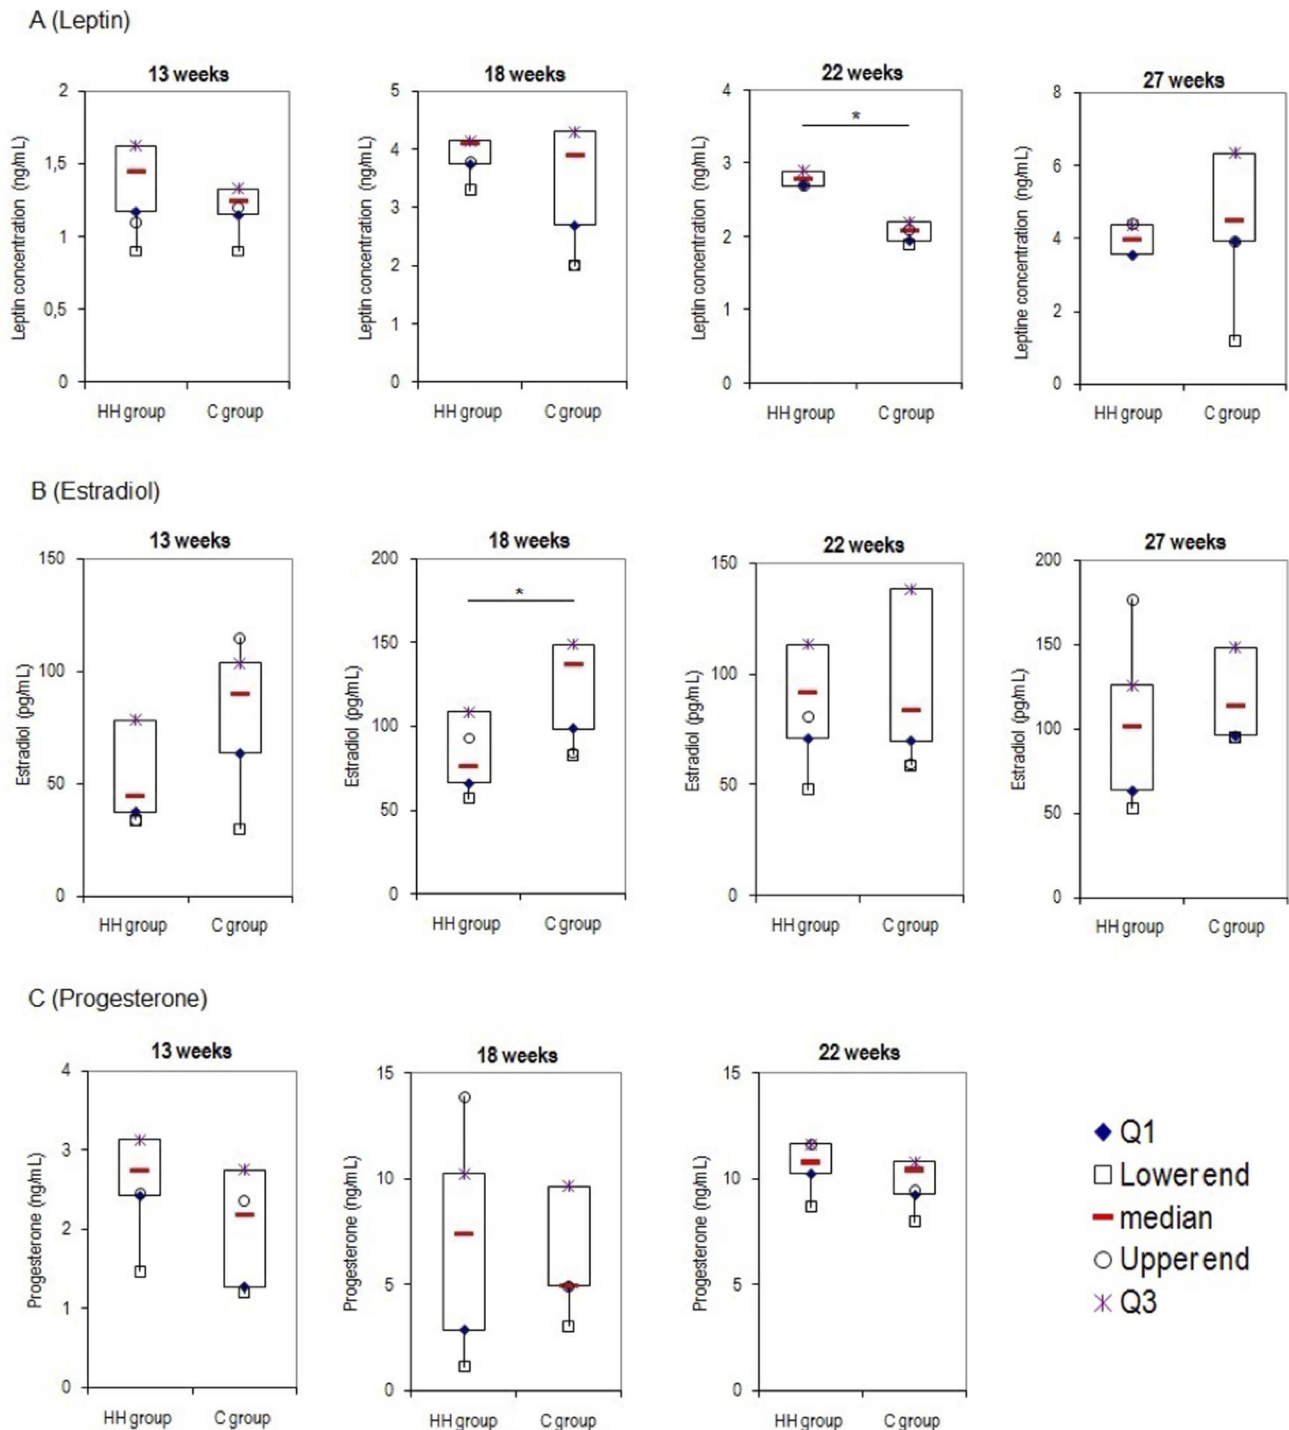 A (Leptin)
13 weeks
18 weeks
22 weeks
27 weeks
Leptin concentration (ng/mL)
2
1,5
1
0,5
0
HH group
C group
Leptin concentration (ng/mL)
5
4
3
2
1
0
HH group
C group
Leptin concentration (ng/mL)
4
3
2
1
0
*
HH group
C group
Leptine concentration (ng/mL)
8
6
4
2
0
HH group
C group
B (Estradiol)
13 weeks
18 weeks
22 weeks
27 weeks
Estradiol (pg/mL)
150
100
50
0
HH group
C group
Estradiol (pg/mL)
200
150
100
50
0
*
HH group
C group
Estradiol (pg/mL)
150
100
50
0
HH group
C group
Estradiol (pg/mL)
200
150
100
50
0
HH group
C group
C (Progesterone)
13 weeks
18 weeks
22 weeks
Progesterone (ng/mL)
4
3
2
1
0
HH group
C group
Progesterone (ng/mL)
15
10
5
0
HH group
C group
Progesterone (ng/mL)
15
10
5
0
HH group
C group
Q1
Lower end
median
Upper end
Q3